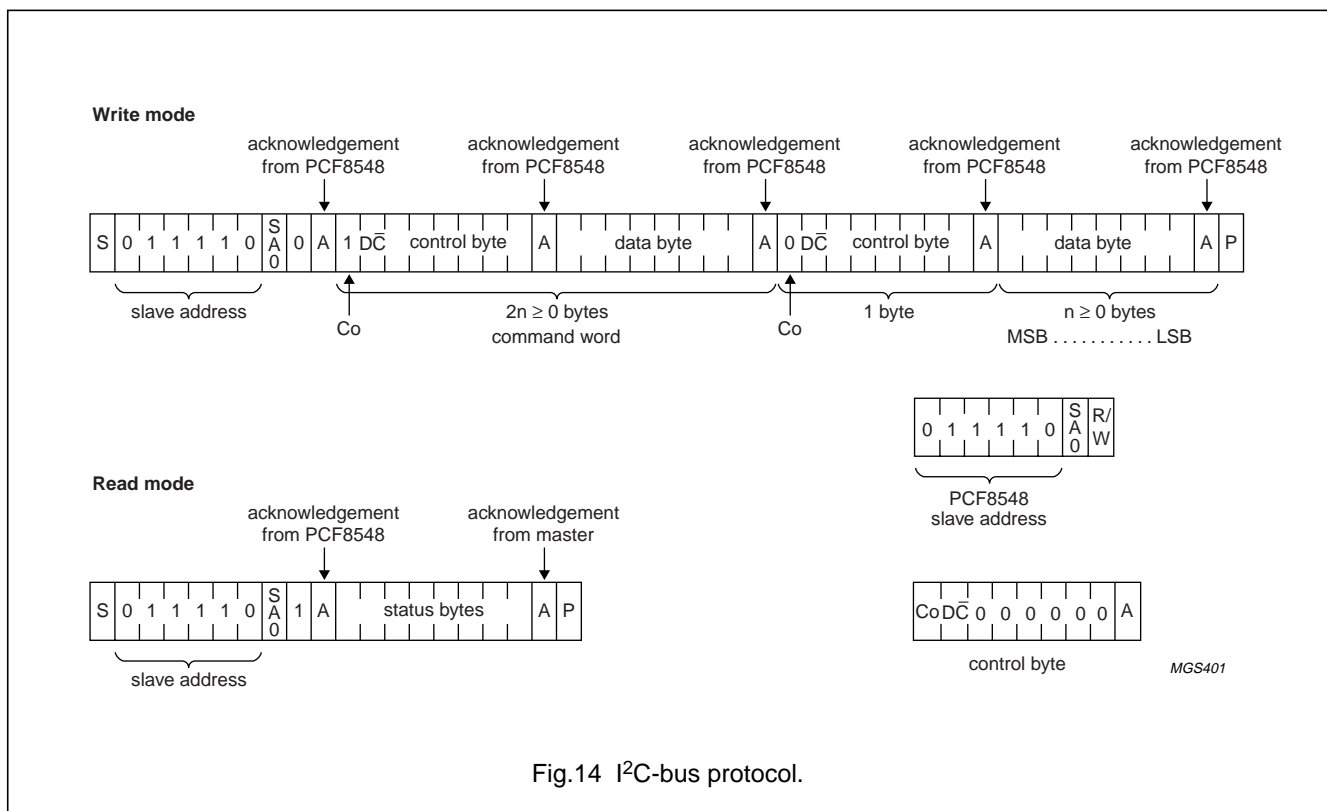 Write mode
acknowledgement from PCF8548
acknowledgement from PCF8548
acknowledgement from PCF8548
acknowledgement from PCF8548
acknowledgement from PCF8548
S 0 1 1 1 1 0 SA0 0 A 1 DC̅ control byte A data byte A 0 DC̅ control byte A data byte A P
slave address
Co
2n ≥ 0 bytes
command word
Co
1 byte
n ≥ 0 bytes
MSB . . . . . . . . . . . LSB
0 1 1 1 1 0 SA0 R/W
PCF8548
slave address
Read mode
acknowledgement from PCF8548
acknowledgement from master
S 0 1 1 1 1 0 SA0 1 A status bytes A P
slave address
Co DC̅ 0 0 0 0 0 0 A
control byte
MGS401
Fig.14 I²C-bus protocol.